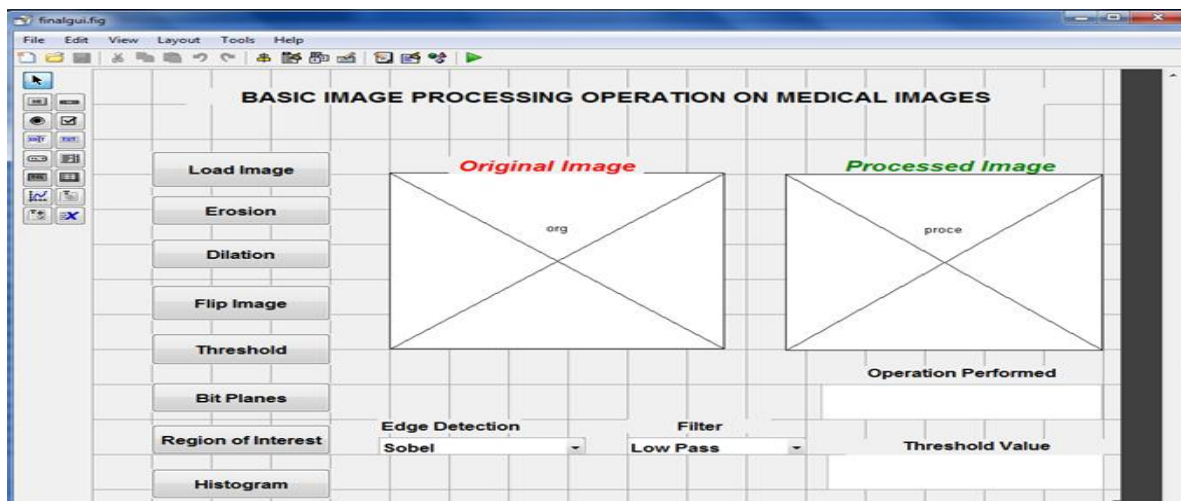 finalgui.fig
File Edit View Layout Tools Help
BASIC IMAGE PROCESSING OPERATION ON MEDICAL IMAGES
Load Image
Original Image
Processed Image
Erosion
org
proce
Dilation
Flip Image
Threshold
Operation Performed
Bit Planes
Edge Detection
Filter
Region of Interest
Sobel
Low Pass
Threshold Value
Histogram